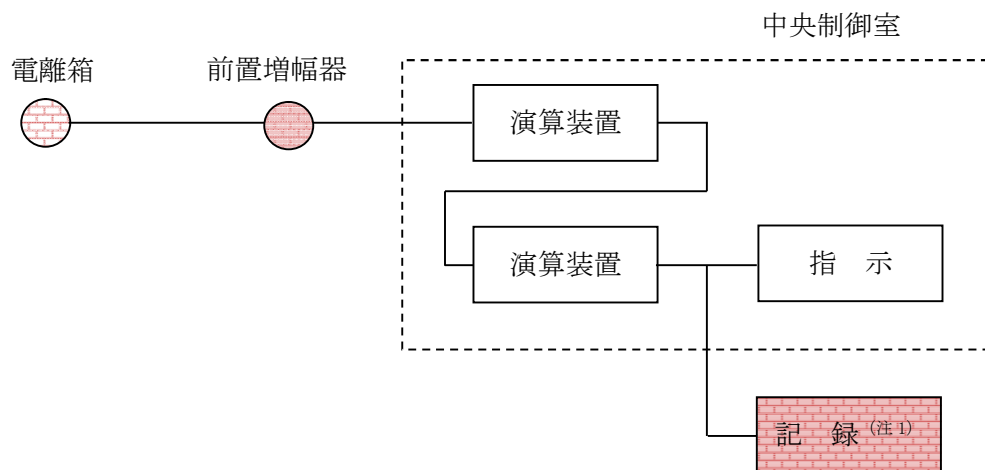 中央制御室
電離箱
前置増幅器
演算装置
演算装置
指 示
記 録(注1)